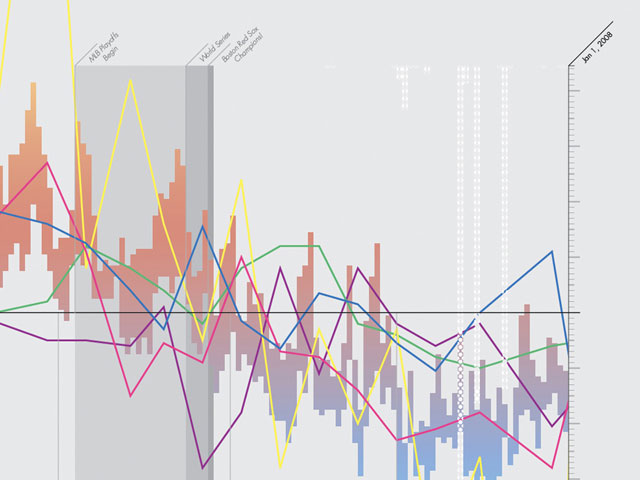 MLB Playoffs
Begin
World Series
Boston Red Sox
Champions!
Jan 1, 2008